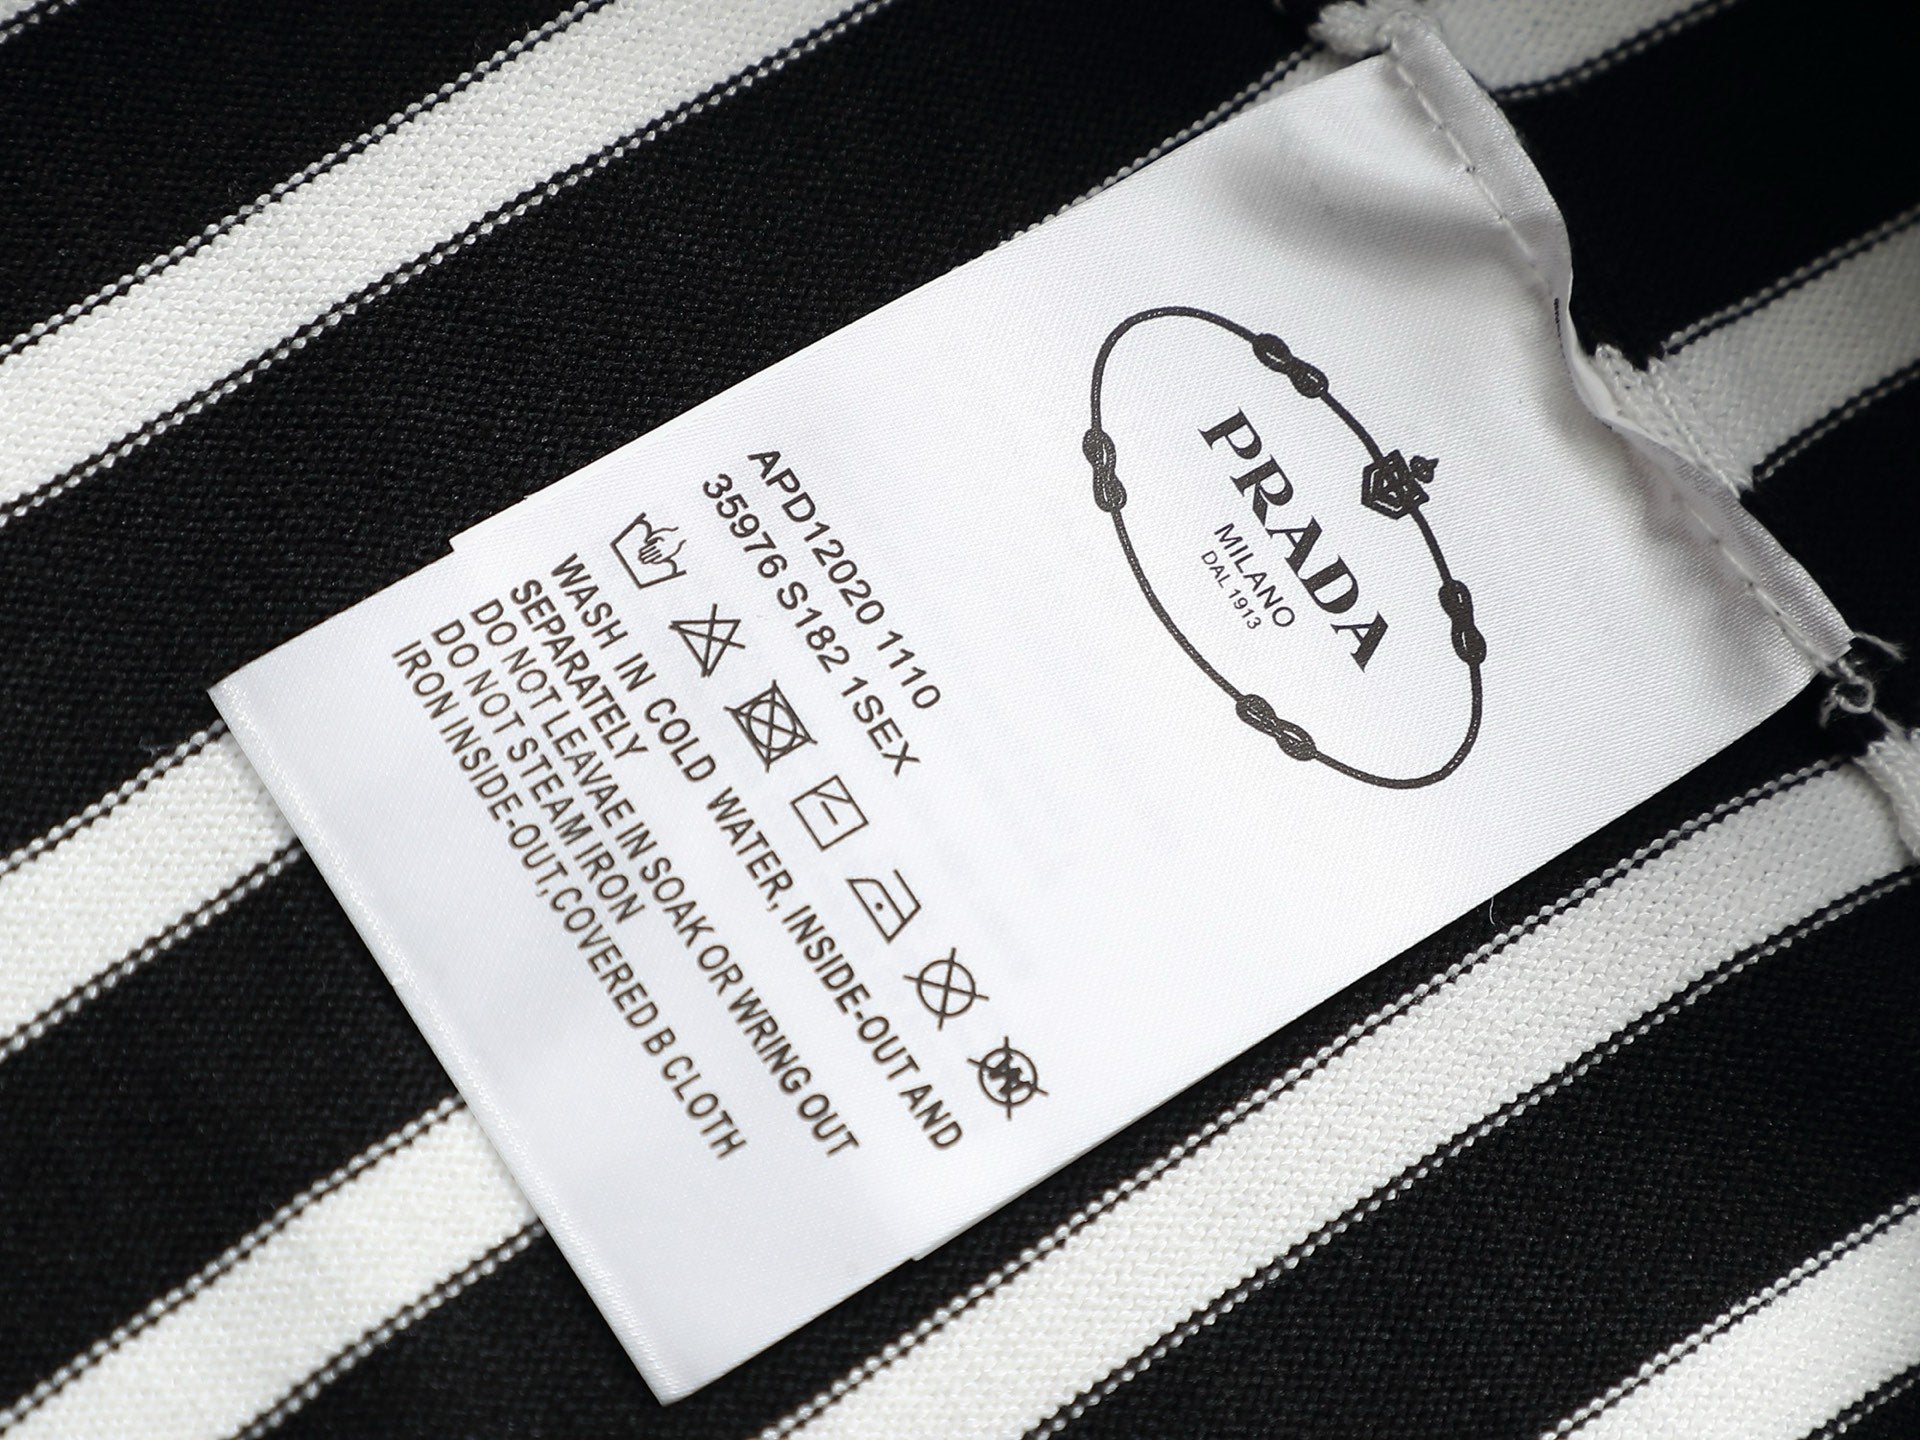 PRADA
MILANO
DAL 1913
APD12020 1110
35976 S182 1SEX
WASH IN COLD WATER, INSIDE-OUT AND
SEPARATELY
DO NOT LEAVAE IN SOAK OR WRING OUT
DO NOT STEAM IRON
IRON INSIDE-OUT,COVERED B CLOTH